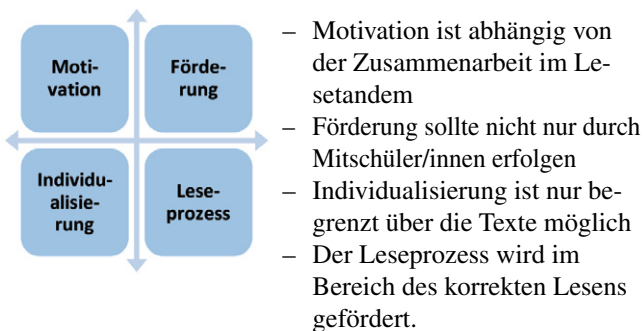 Moti-
vation
Förde-
rung
Individu-
alisie-
rung
Lese-
prozess
– Motivation ist abhängig von
der Zusammenarbeit im Le-
setandem
– Förderung sollte nicht nur durch
Mitschüler/innen erfolgen
– Individualisierung ist nur be-
grenzt über die Texte möglich
– Der Leseprozess wird im
Bereich des korrekten Lesens
gefördert.